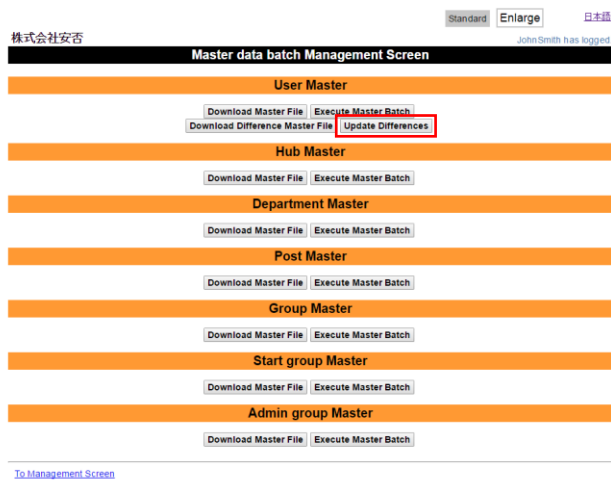 Standard Enlarge 日本語
株式会社安否
John Smith has logged
Master data batch Management Screen
User Master
Download Master File Execute Master Batch
Download Difference Master File Update Differences
Hub Master
Download Master File Execute Master Batch
Department Master
Download Master File Execute Master Batch
Post Master
Download Master File Execute Master Batch
Group Master
Download Master File Execute Master Batch
Start group Master
Download Master File Execute Master Batch
Admin group Master
Download Master File Execute Master Batch
To Management Screen